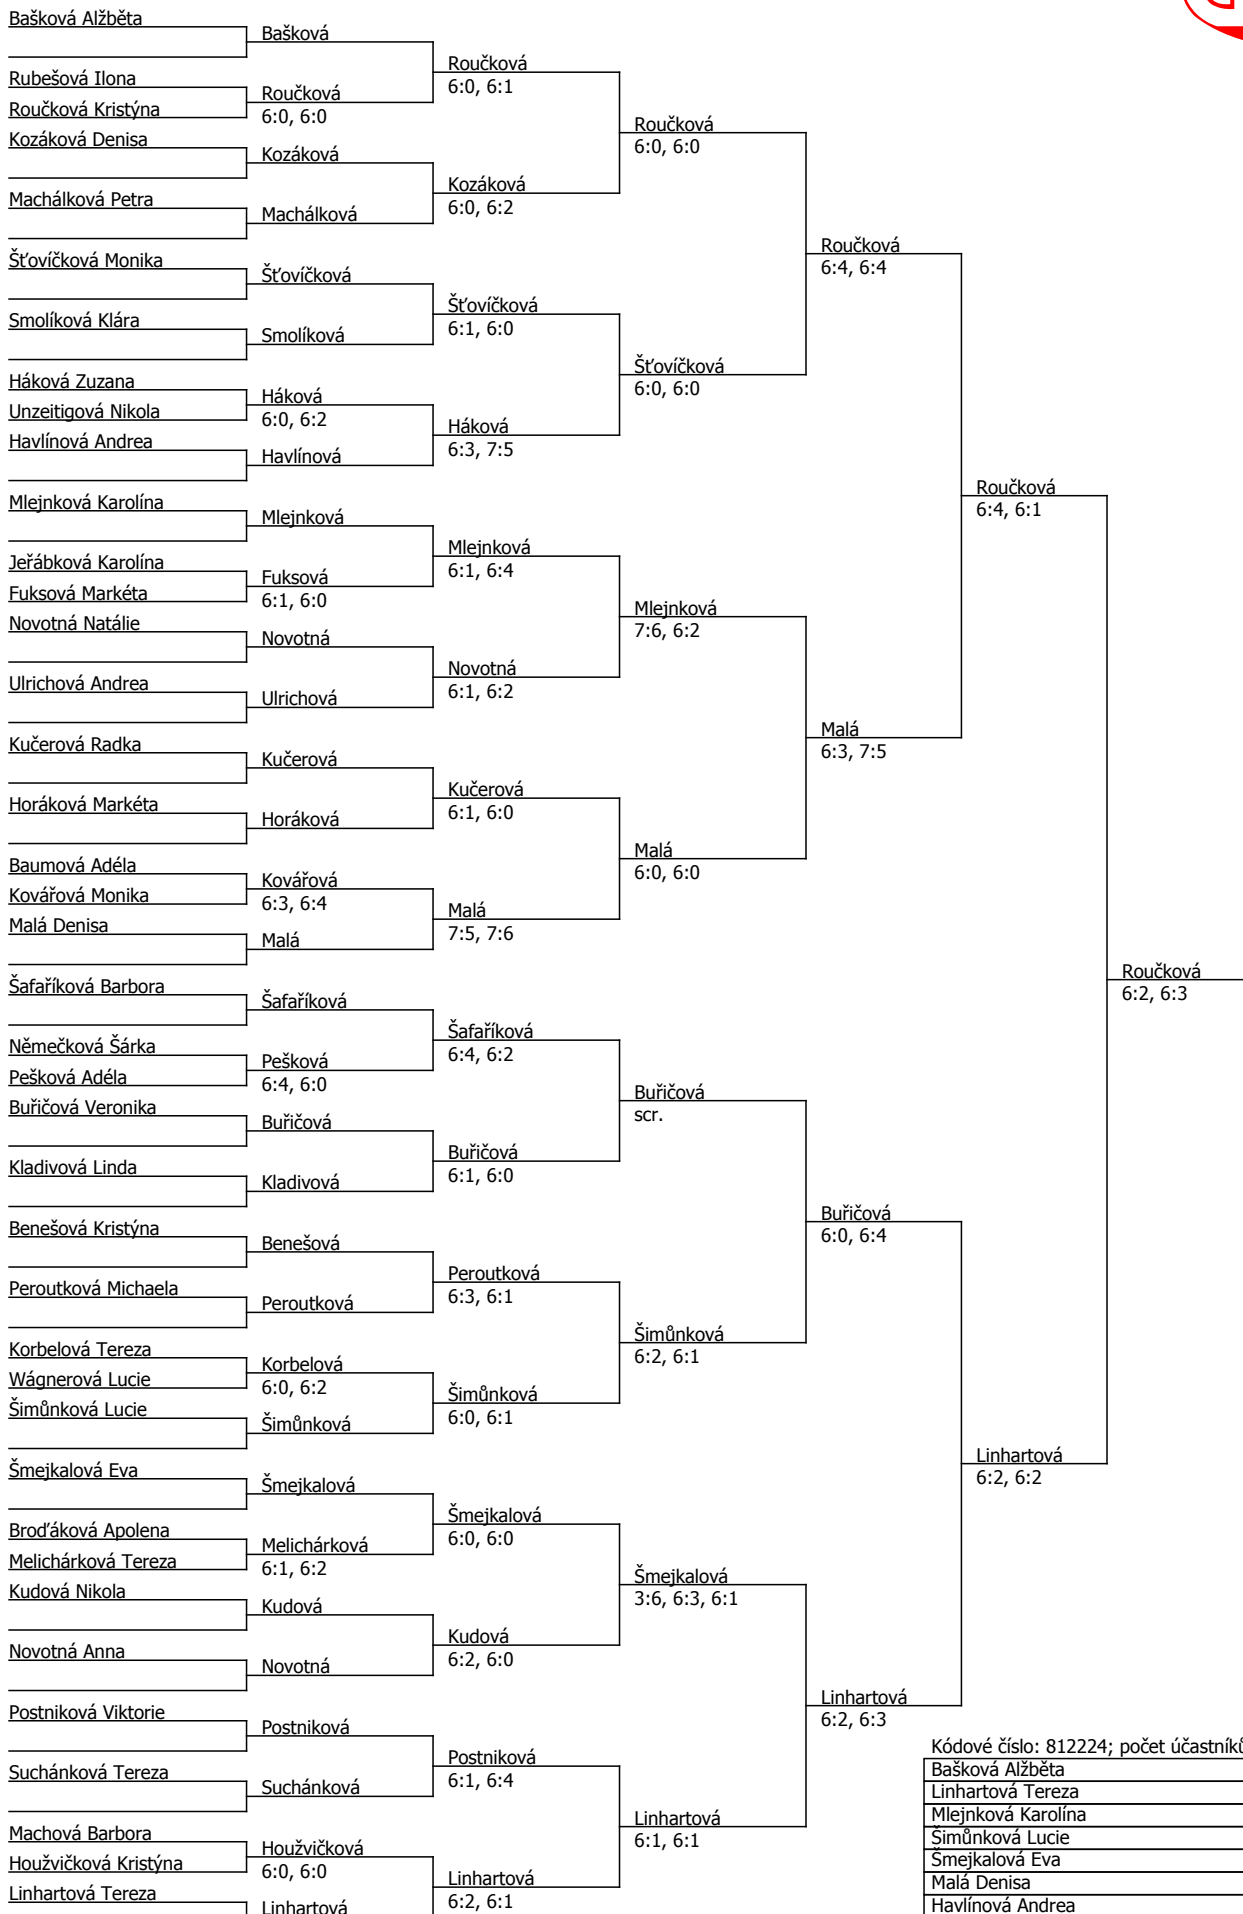 Bašková Alžběta
Bašková
Roučková
6:0, 6:1
Rubešová Ilona
Roučková Kristýna
Roučková
6:0, 6:0
Roučková
6:0, 6:0
Kozáková Denisa
Kozáková
Kozáková
6:0, 6:2
Machálková Petra
Machálková
Roučková
6:4, 6:4
Šťovíčková Monika
Šťovíčková
Šťovíčková
6:1, 6:0
Smolíková Klára
Smolíková
Šťovíčková
6:0, 6:0
Háková Zuzana
Unzeitigová Nikola
Háková
6:0, 6:2
Háková
6:3, 7:5
Havlínová Andrea
Havlínová
Roučková
6:4, 6:1
Mlejnková Karolína
Mlejnková
Mlejnková
6:1, 6:4
Jeřábková Karolína
Fuksová Markéta
Fuksová
6:1, 6:0
Mlejnková
7:6, 6:2
Novotná Natálie
Novotná
Novotná
6:1, 6:2
Ulrichová Andrea
Ulrichová
Malá
6:3, 7:5
Kučerová Radka
Kučerová
Kučerová
6:1, 6:0
Horáková Markéta
Horáková
Malá
6:0, 6:0
Baumová Adéla
Kovářová Monika
Kovářová
6:3, 6:4
Malá
7:5, 7:6
Malá Denisa
Malá
Roučková
6:2, 6:3
Šafaříková Barbora
Šafaříková
Šafaříková
6:4, 6:2
Němečková Šárka
Pešková Adéla
Pešková
6:4, 6:0
Buřičová
scr.
Buřičová Veronika
Buřičová
Buřičová
6:1, 6:0
Kladivová Linda
Kladivová
Buřičová
6:0, 6:4
Benešová Kristýna
Benešová
Peroutková
6:3, 6:1
Peroutková Michaela
Peroutková
Šimůnková
6:2, 6:1
Korbelová Tereza
Wágnerová Lucie
Korbelová
6:0, 6:2
Šimůnková
6:0, 6:1
Šimůnková Lucie
Šimůnková
Linhartová
6:2, 6:2
Šmejkalová Eva
Šmejkalová
Šmejkalová
6:0, 6:0
Broďáková Apolena
Melichárková Tereza
Melichárková
6:1, 6:2
Šmejkalová
3:6, 6:3, 6:1
Kudová Nikola
Kudová
Kudová
6:2, 6:0
Novotná Anna
Novotná
Linhartová
6:2, 6:3
Postniková Viktorie
Postniková
Postniková
6:1, 6:4
Suchánková Tereza
Suchánková
Linhartová
6:1, 6:1
Machová Barbora
Houžvičková Kristýna
Houžvičková
6:0, 6:0
Linhartová
6:2, 6:1
Linhartová Tereza
Linhartová
Kódové číslo: 812224; počet účastníků
Bašková Alžběta
Linhartová Tereza
Mlejnková Karolína
Šimůnková Lucie
Šmejkalová Eva
Malá Denisa
Havlínová Andrea